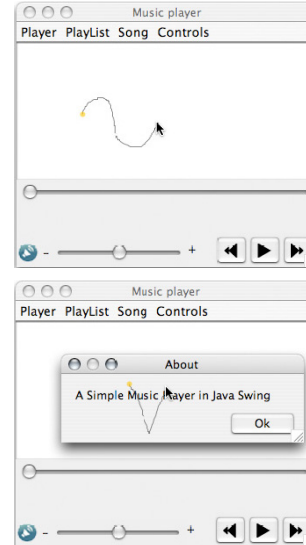 Music player
Player PlayList Song Controls
- +
Music player
Player PlayList Song Controls
About
A Simple Music Player in Java Swing
Ok
- +